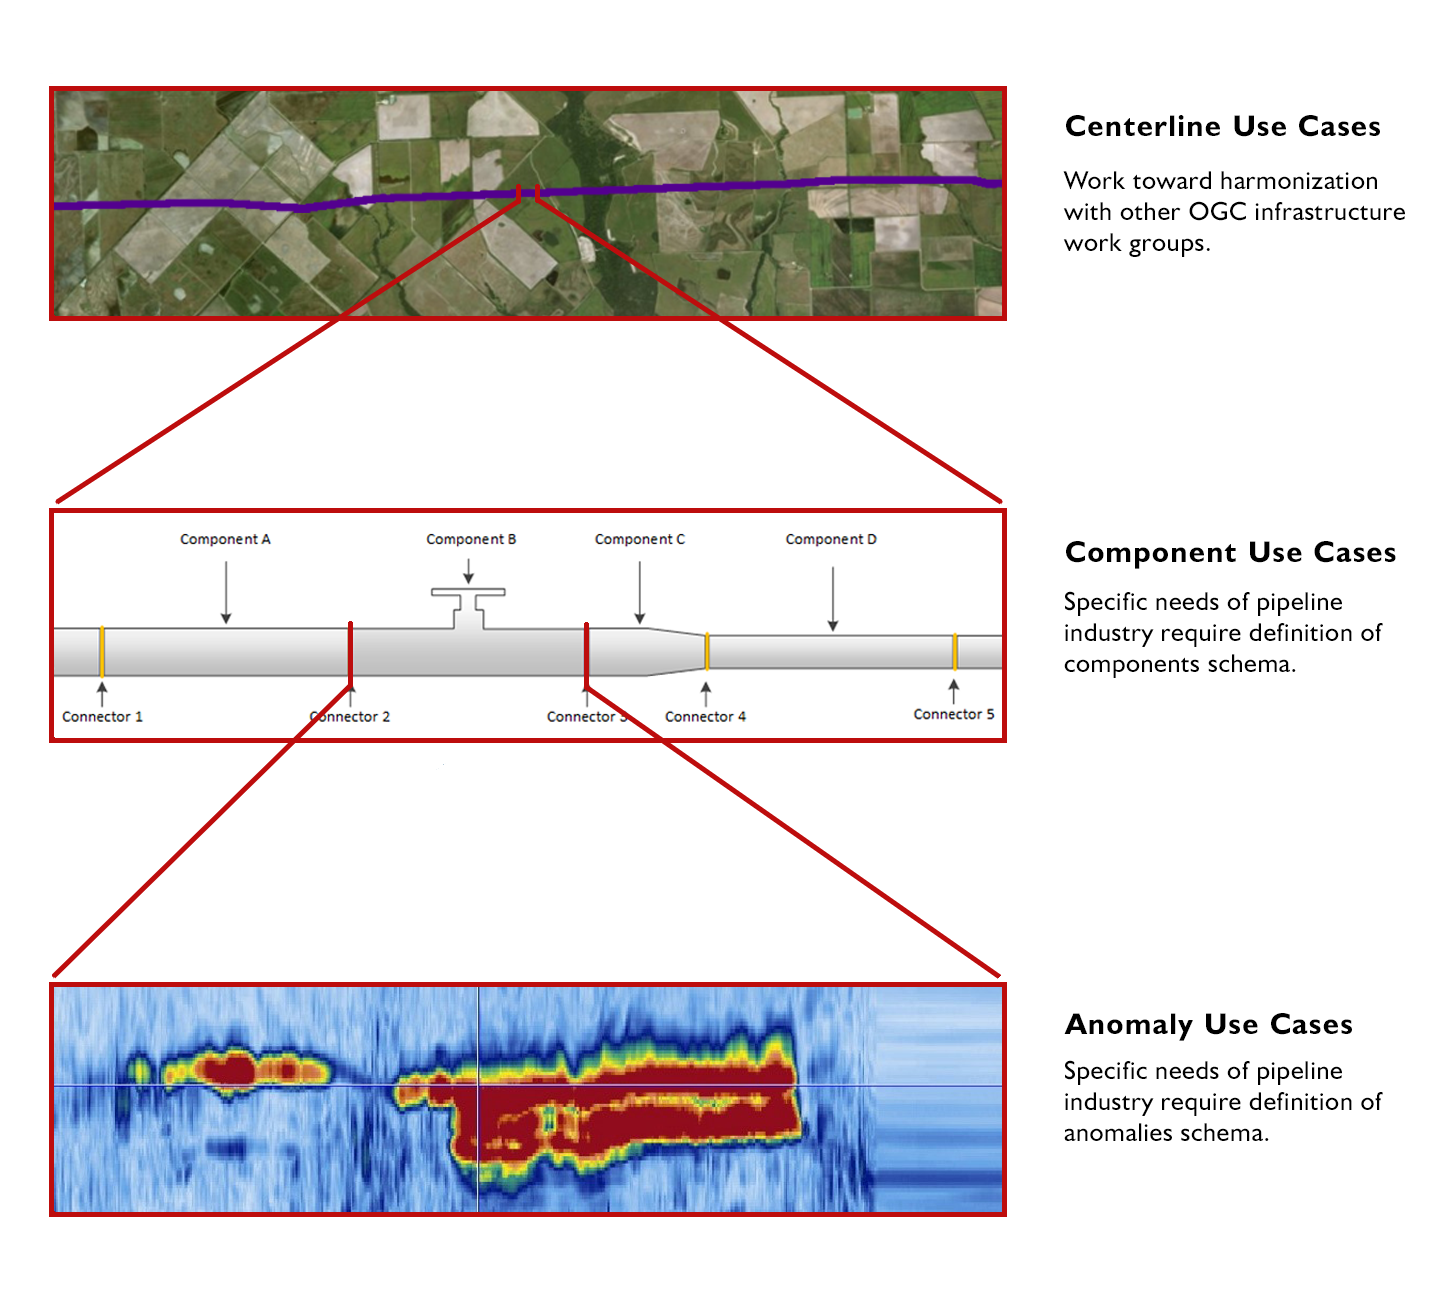 Centerline Use Cases
Work toward harmonization
with other OGC infrastructure
work groups.
Component A
Component B
Component C
Component D
Connector 1
Connector 2
Connector 3
Connector 4
Connector 5
Component Use Cases
Specific needs of pipeline
industry require definition of
components schema.
Anomaly Use Cases
Specific needs of pipeline
industry require definition of
anomalies schema.